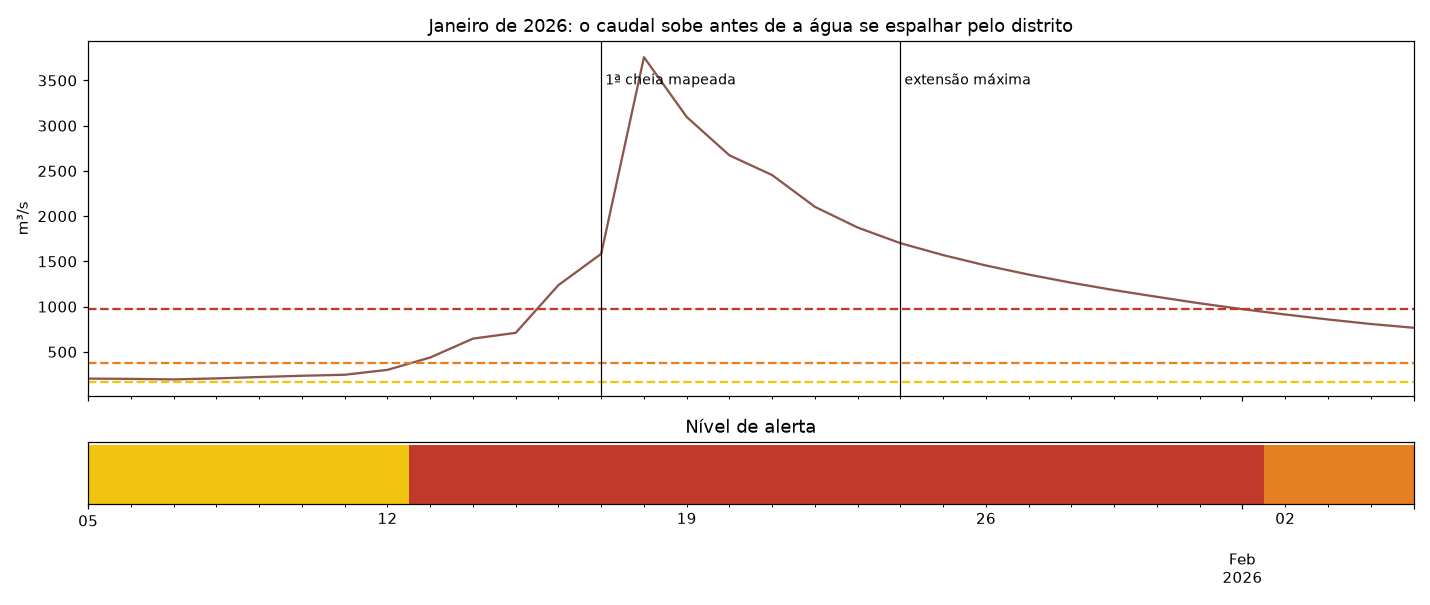 Janeiro de 2026: o caudal sobe antes de a água se espalhar pelo distrito
m³/s
3500
3000
2500
2000
1500
1000
500
1ª cheia mapeada
extensão máxima
Nível de alerta
05
12
19
26
02
Feb
2026